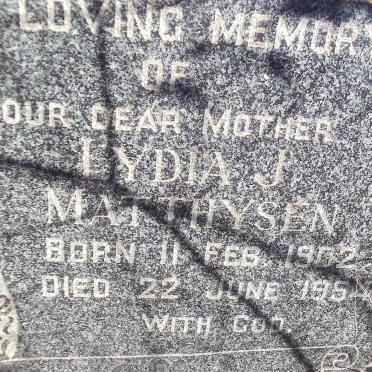 LOVING MEMORY
OF
OUR DEAR MOTHER
LYDIA J.
MATTHYSEN
BORN 11 FEB. 1902
DIED 22 JUNE 1954
WITH GOD.